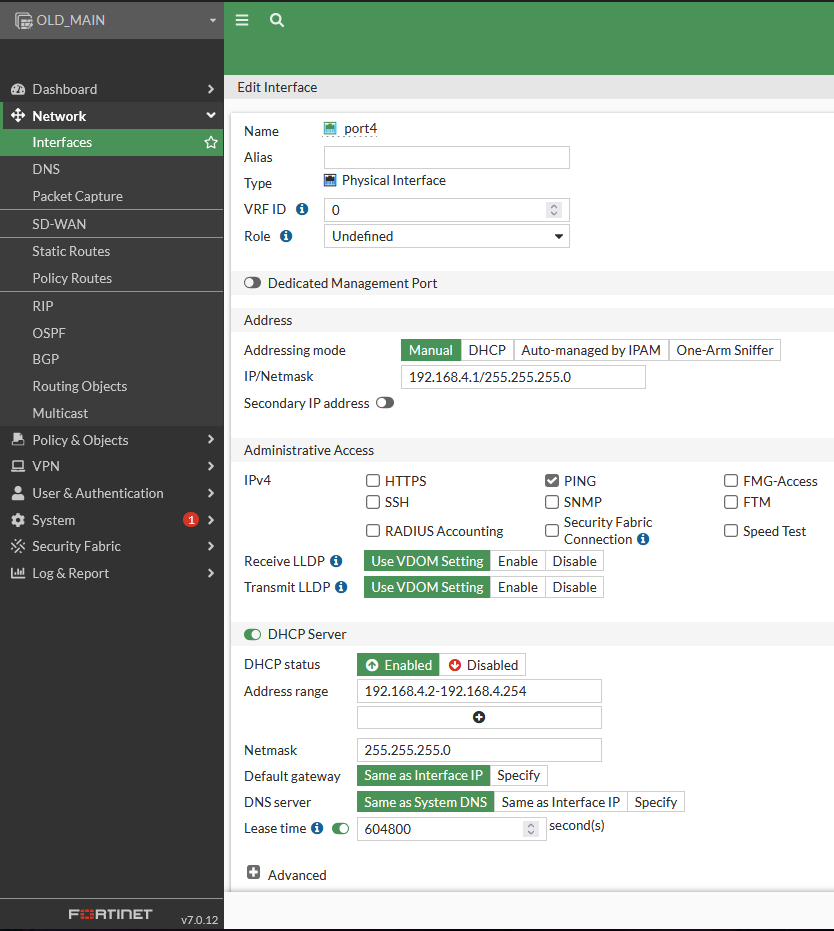 OLD_MAIN
Dashboard
Network
Interfaces
DNS
Packet Capture
SD-WAN
Static Routes
Policy Routes
RIP
OSPF
BGP
Routing Objects
Multicast
Policy & Objects
VPN
User & Authentication
System 1
Security Fabric
Log & Report
FORTINET v7.0.12
Edit Interface
Name port4
Alias
Type Physical Interface
VRF ID 0
Role Undefined
Dedicated Management Port
Address
Addressing mode Manual DHCP Auto-managed by IPAM One-Arm Sniffer
IP/Netmask 192.168.4.1/255.255.255.0
Secondary IP address
Administrative Access
IPv4 HTTPS PING FMG-Access
SSH SNMP FTM
RADIUS Accounting Security Fabric Connection Speed Test
Receive LLDP Use VDOM Setting Enable Disable
Transmit LLDP Use VDOM Setting Enable Disable
DHCP Server
DHCP status Enabled Disabled
Address range 192.168.4.2-192.168.4.254
Netmask 255.255.255.0
Default gateway Same as Interface IP Specify
DNS server Same as System DNS Same as Interface IP Specify
Lease time 604800 second(s)
Advanced